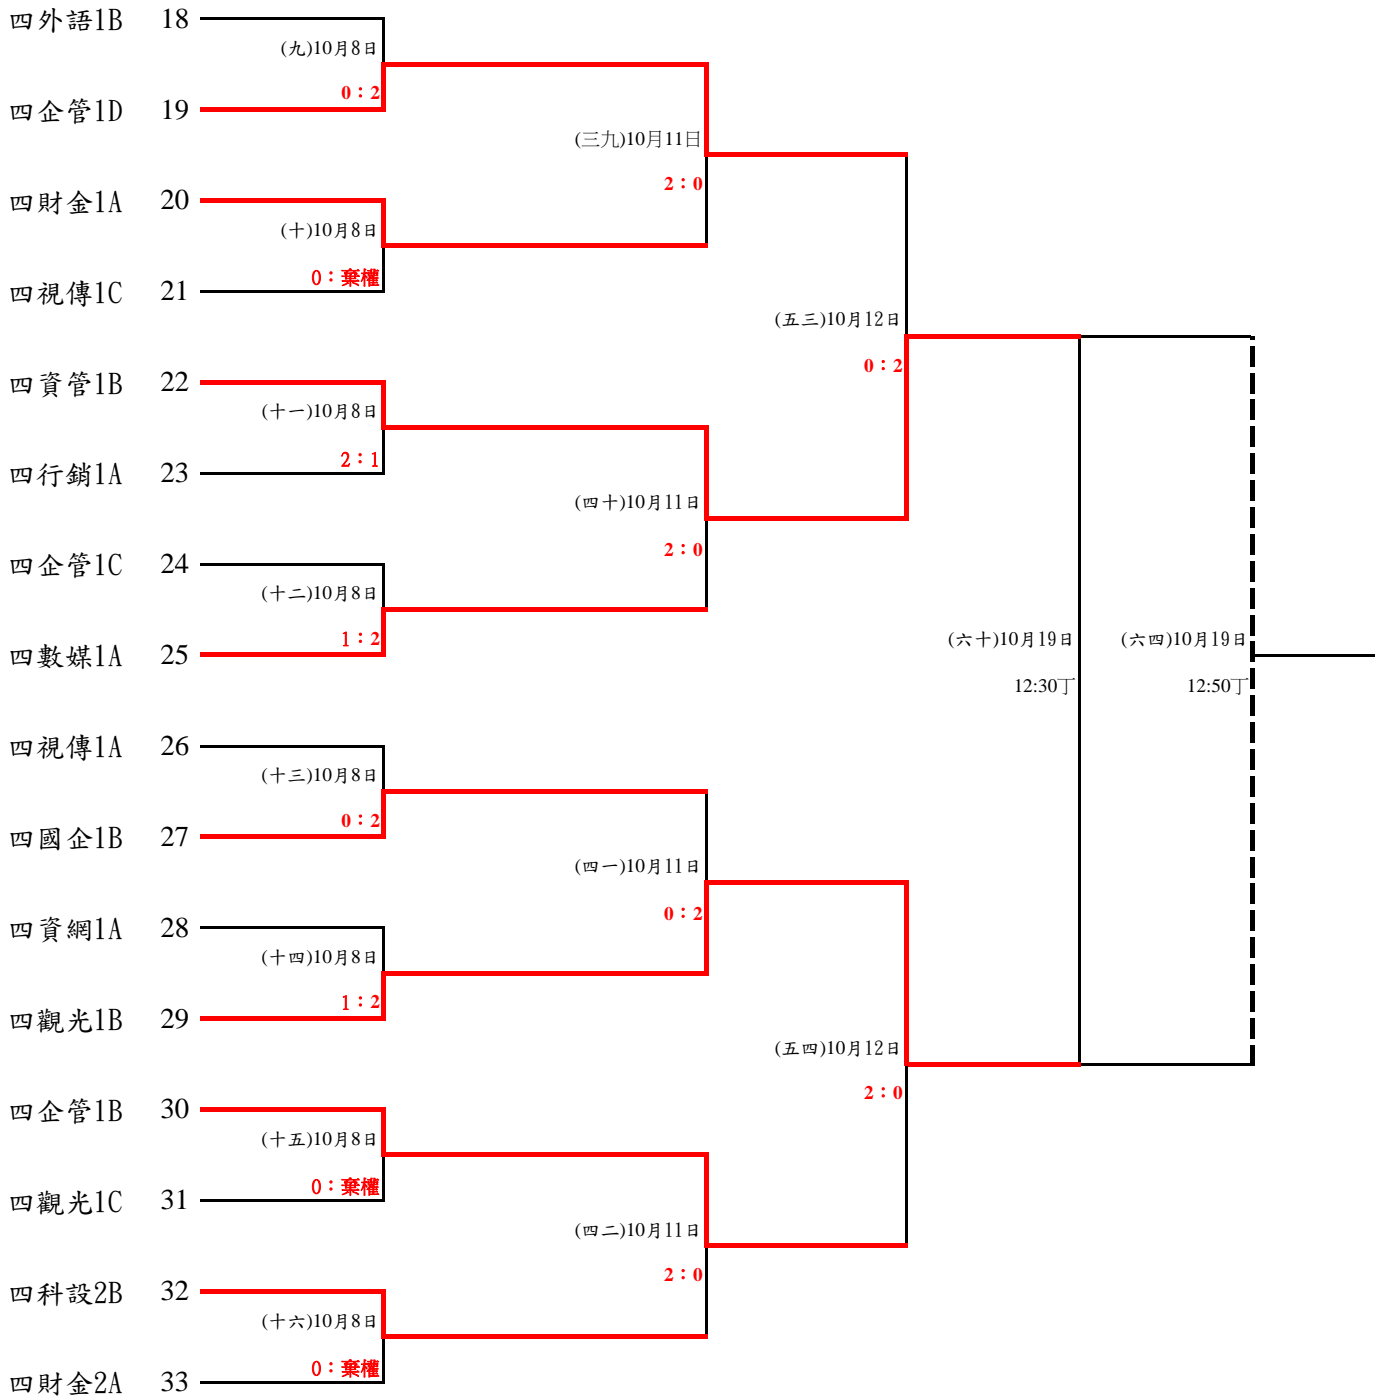 四外語1B 18
(九)10月8日
0：2
四企管1D 19
(三九)10月11日
2：0
四財金1A 20
(十)10月8日
0：棄權
四視傳1C 21
(五三)10月12日
0：2
四資管1B 22
(十一)10月8日
2：1
四行銷1A 23
(四十)10月11日
2：0
四企管1C 24
(十二)10月8日
1：2
四數媒1A 25
(六十)10月19日
12:30丁
(六四)10月19日
12:50丁
四視傳1A 26
(十三)10月8日
0：2
四國企1B 27
(四一)10月11日
0：2
四資網1A 28
(十四)10月8日
1：2
四觀光1B 29
(五四)10月12日
2：0
四企管1B 30
(十五)10月8日
0：棄權
四觀光1C 31
(四二)10月11日
2：0
四科設2B 32
(十六)10月8日
0：棄權
四財金2A 33